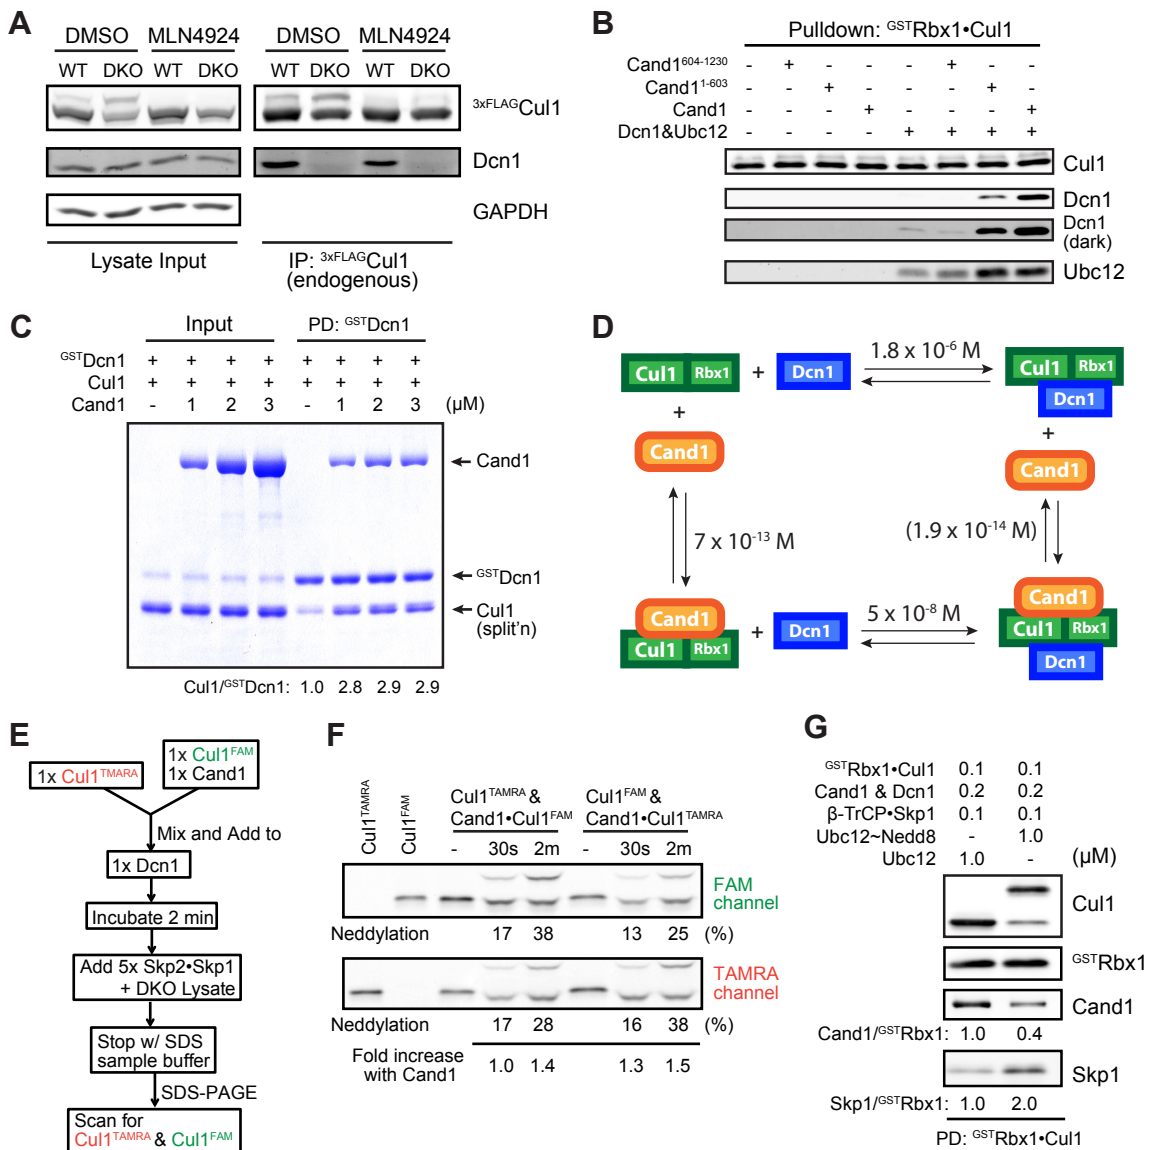 A
DMSO MLN4924 DMSO MLN4924
WT DKO WT DKO WT DKO WT DKO
3xFLAGCul1
Dcn1
GAPDH
Lysate Input
IP: 3xFLAGCul1
(endogenous)
B
Pulldown: GSTRbx1•Cul1
Cand1604-1230 - + - - - + - -
Cand11-603 - - + - - - + -
Cand1 - - - + - - - +
Dcn1&Ubc12 - - - - + + + +
Cul1
Dcn1
Dcn1
(dark)
Ubc12
C
Input PD: GSTDcn1
GSTDcn1 + + + + + + + +
Cul1 + + + + + + + +
Cand1 - 1 2 3 - 1 2 3 (μM)
Cand1
GSTDcn1
Cul1
(split'n)
Cul1/GSTDcn1: 1.0 2.8 2.9 2.9
D
Cul1 Rbx1 + Dcn1 1.8 x 10-6 M Cul1 Rbx1
Dcn1
+ +
Cand1 Cand1
7 x 10-13 M (1.9 x 10-14 M)
Cand1 Cand1
Cul1 Rbx1 + Dcn1 5 x 10-8 M Cul1 Rbx1
Dcn1
E
1x Cul1TMARA
1x Cul1FAM
1x Cand1
Mix and Add to
1x Dcn1
Incubate 2 min
Add 5x Skp2•Skp1
+ DKO Lysate
Stop w/ SDS
sample buffer
SDS-PAGE
Scan for
Cul1TAMRA & Cul1FAM
F
Cul1TAMRA
Cul1FAM
Cul1TAMRA &
Cand1•Cul1FAM
Cul1FAM &
Cand1•Cul1TAMRA
- 30s 2m - 30s 2m
FAM
channel
Neddylation 17 38 13 25 (%)
TAMRA
channel
Neddylation 17 28 16 38 (%)
Fold increase
with Cand1
1.0 1.4 1.3 1.5
G
GSTRbx1•Cul1 0.1 0.1
Cand1 & Dcn1 0.2 0.2
β-TrCP•Skp1 0.1 0.1
Ubc12~Nedd8 - 1.0
Ubc12 1.0 - (μM)
Cul1
GSTRbx1
Cand1
Cand1/GSTRbx1: 1.0 0.4
Skp1
Skp1/GSTRbx1: 1.0 2.0
PD: GSTRbx1•Cul1